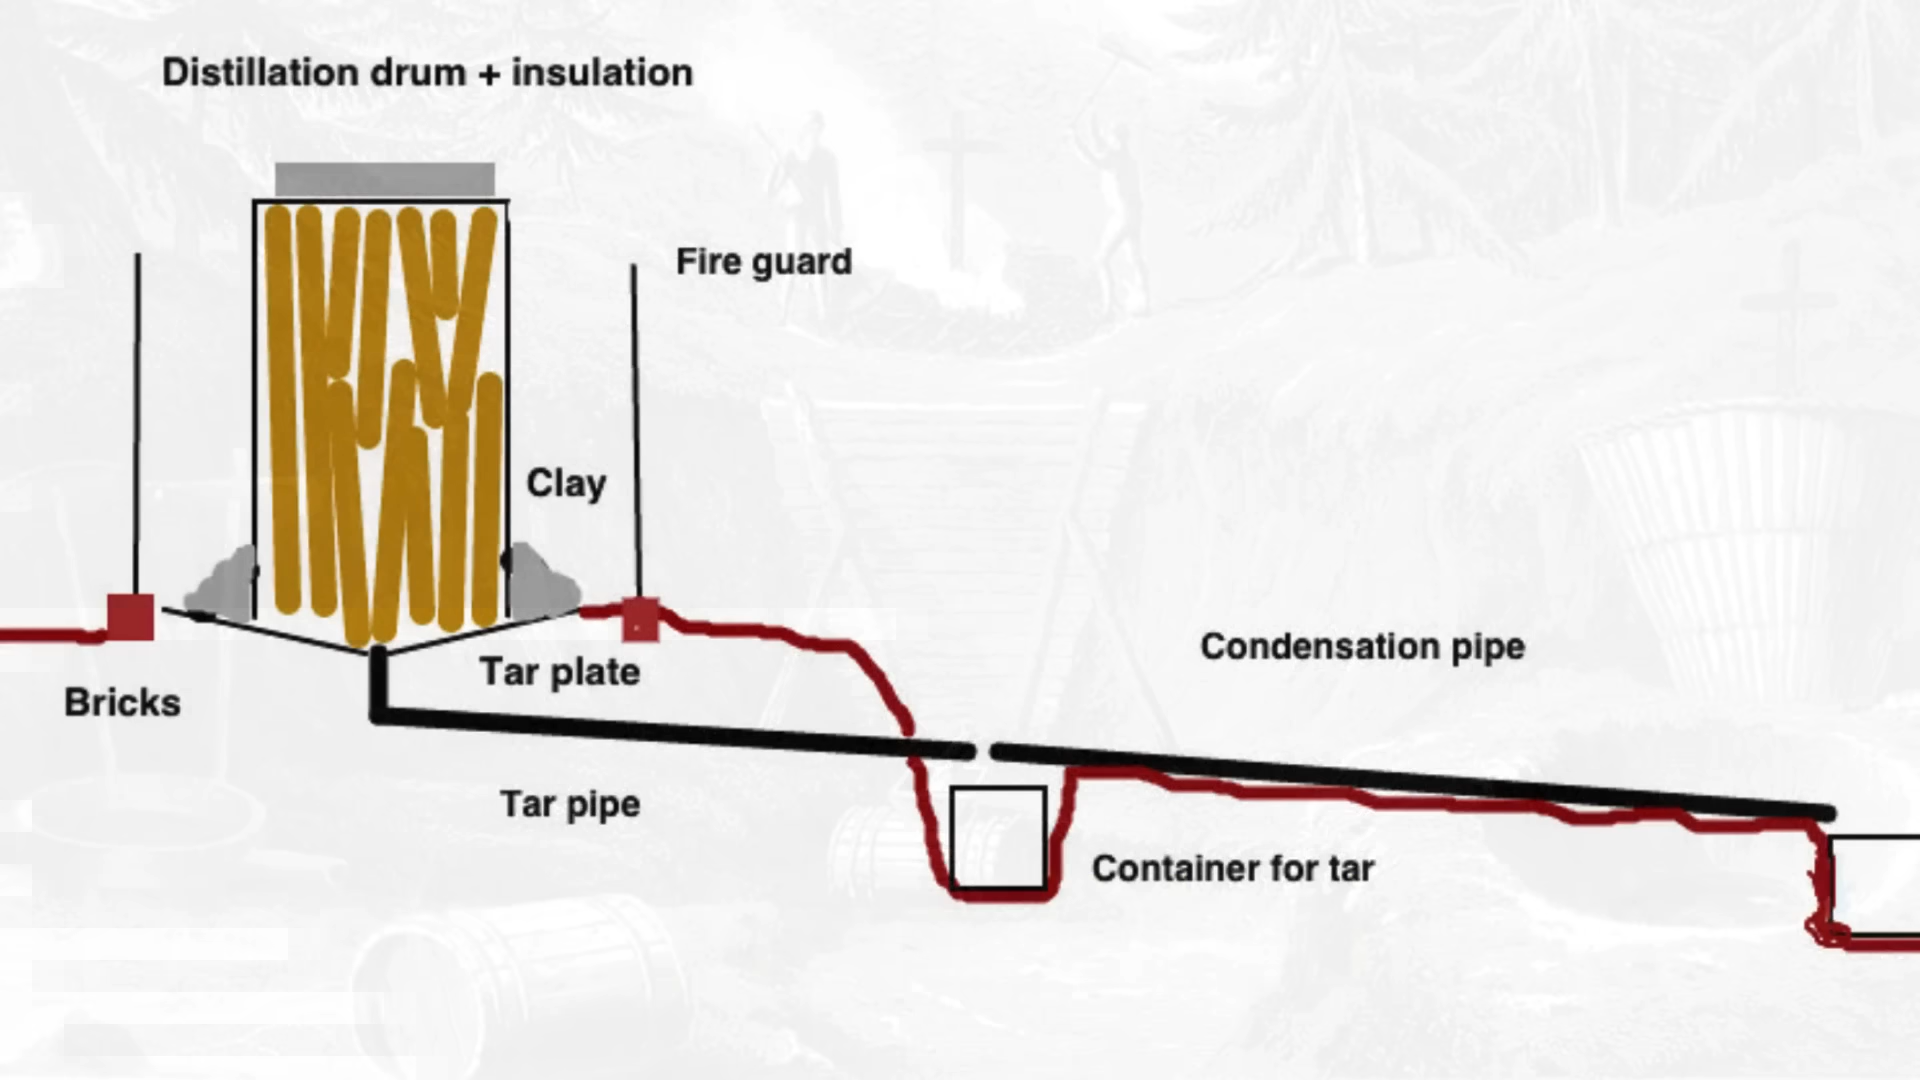 Distillation drum + insulation
Fire guard
Clay
Condensation pipe
Tar plate
Bricks
Tar pipe
Container for tar